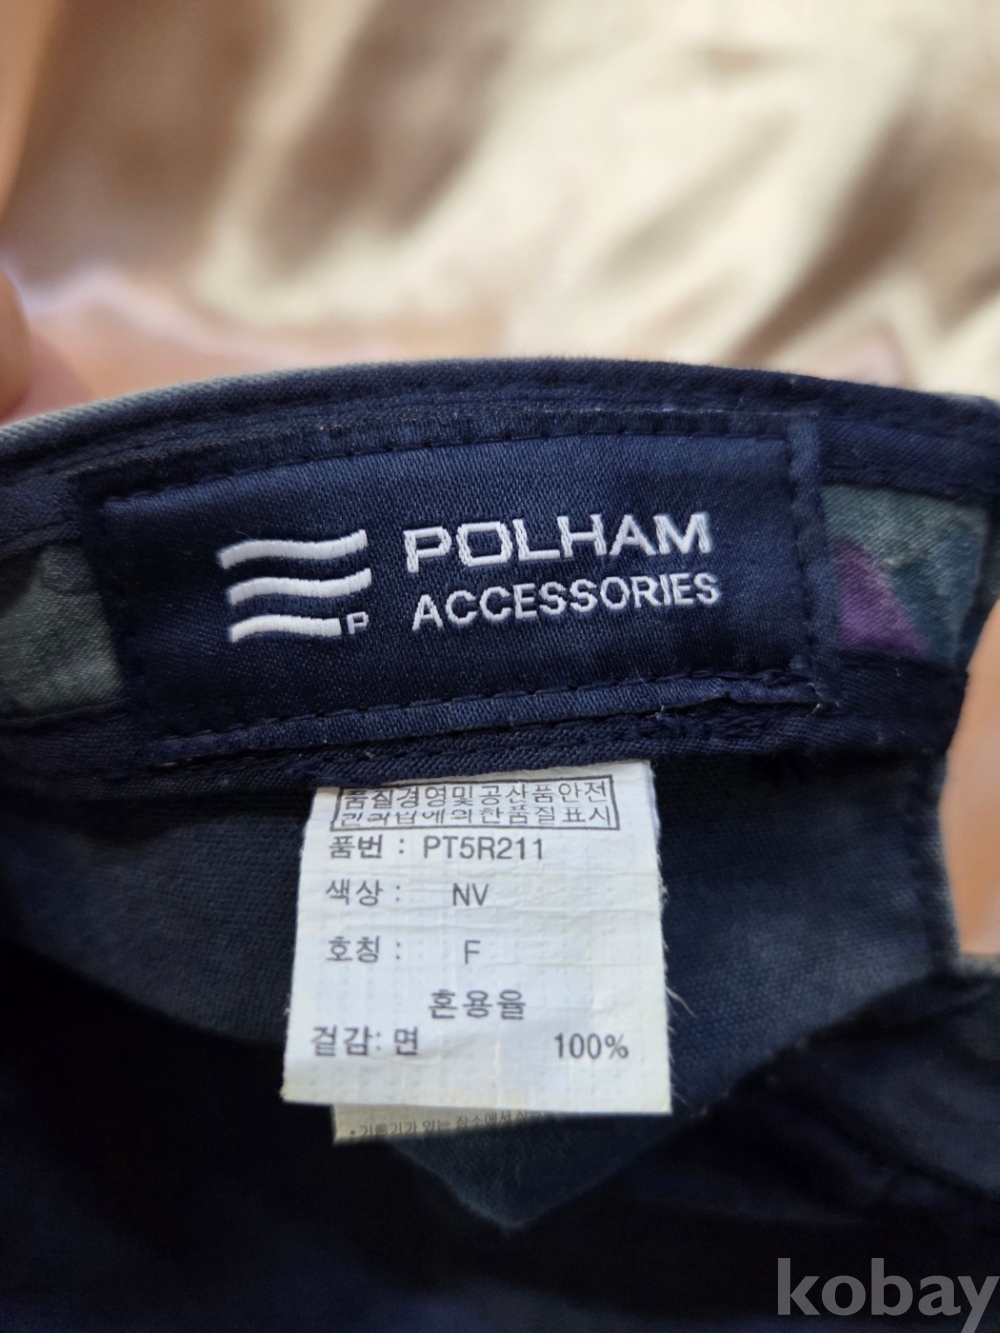 POLHAM
P
ACCESSORIES
품질경영및공산품안전
관리법에의한품질표시
품번 : PT5R211
색상 : NV
호칭 : F
혼용율
겉감: 면 100%
kobay